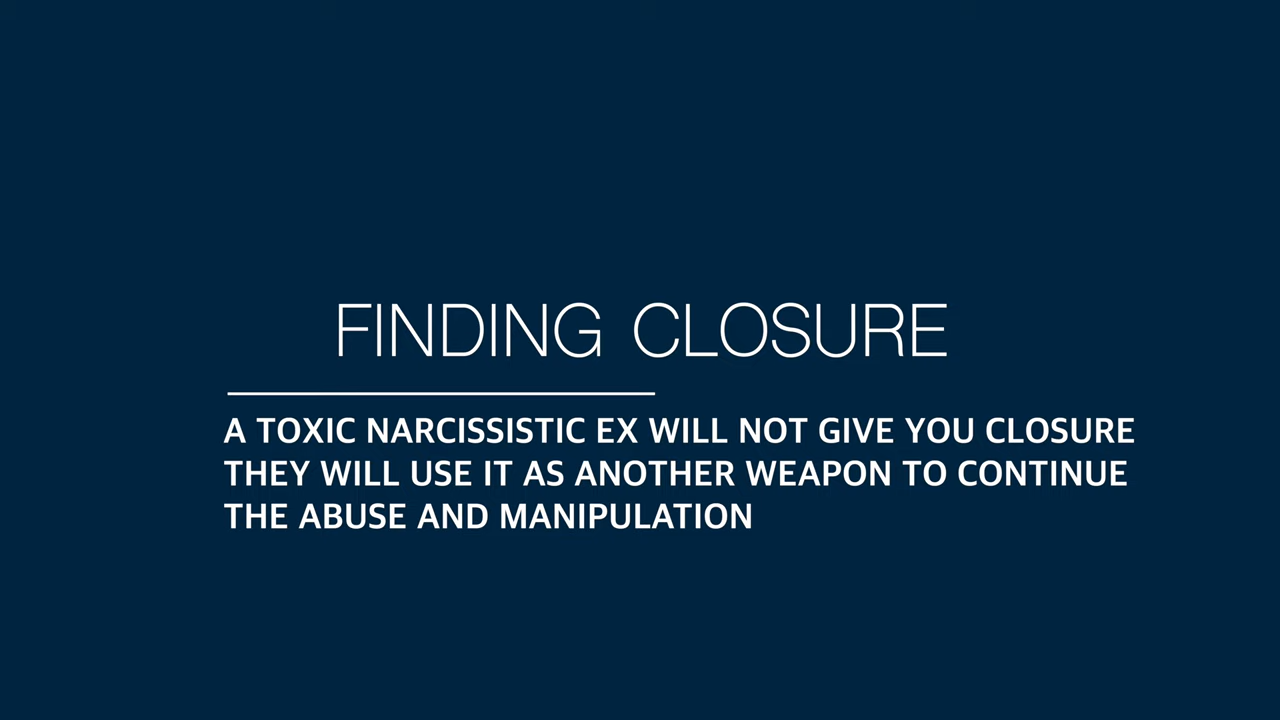 FINDING CLOSURE
A TOXIC NARCISSISTIC EX WILL NOT GIVE YOU CLOSURE
THEY WILL USE IT AS ANOTHER WEAPON TO CONTINUE
THE ABUSE AND MANIPULATION